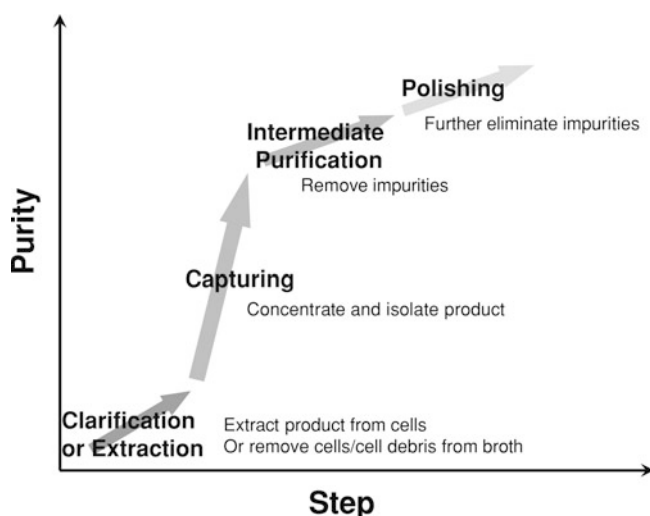 Purity
Polishing
Further eliminate impurities
Intermediate
Purification
Remove impurities
Capturing
Concentrate and isolate product
Clarification
or Extraction
Extract product from cells
Or remove cells/cell debris from broth
Step